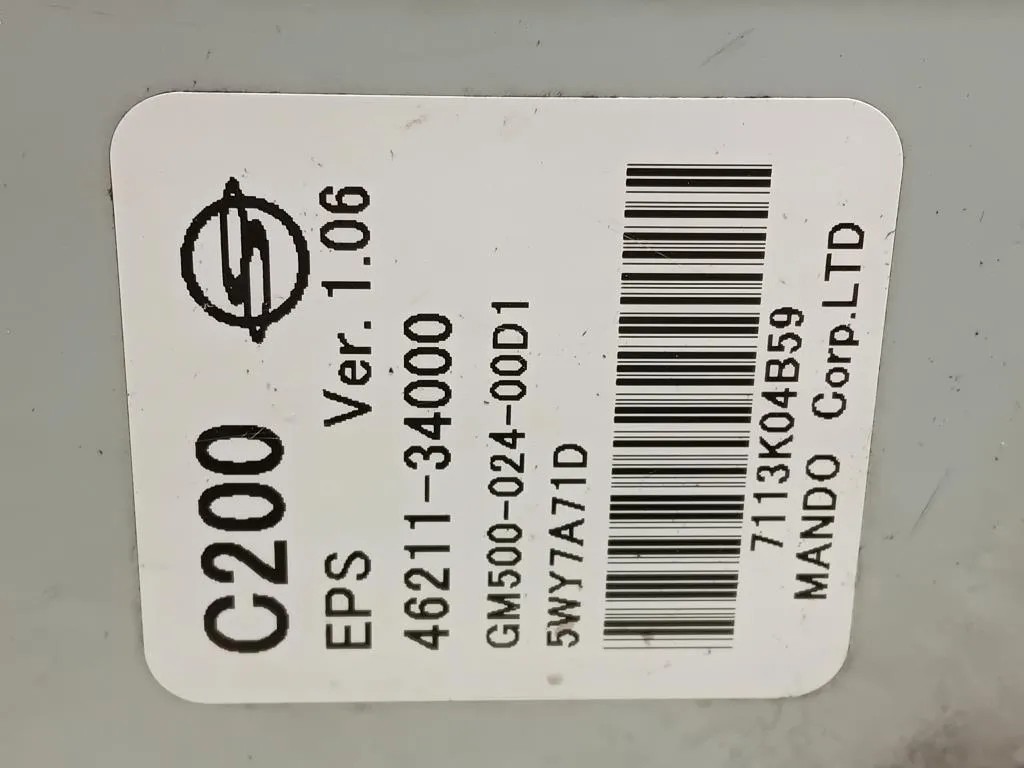 C200
EPS Ver. 1.06
46211-34000
GM500-024-00D1
5WY7A71D
7113K04B59
MANDO Corp.LTD